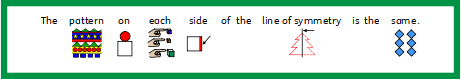 The pattern on each side of the line of symmetry is the same.